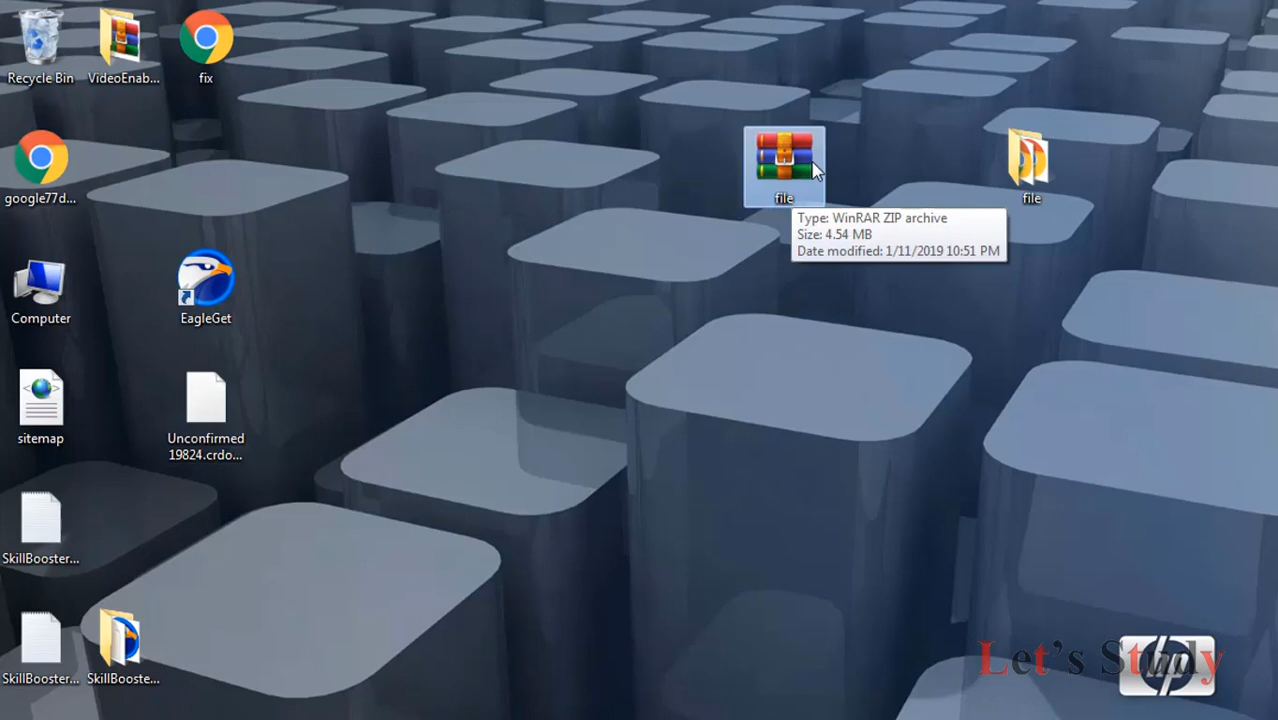 Recycle Bin
VideoEnab...
fix
google77d...
file
file
Type: WinRAR ZIP archive
Size: 4.54 MB
Date modified: 1/11/2019 10:51 PM
Computer
EagleGet
sitemap
Unconfirmed
19824.crdo...
SkillBooster...
SkillBooster...
SkillBooste...
Let's Study
hp